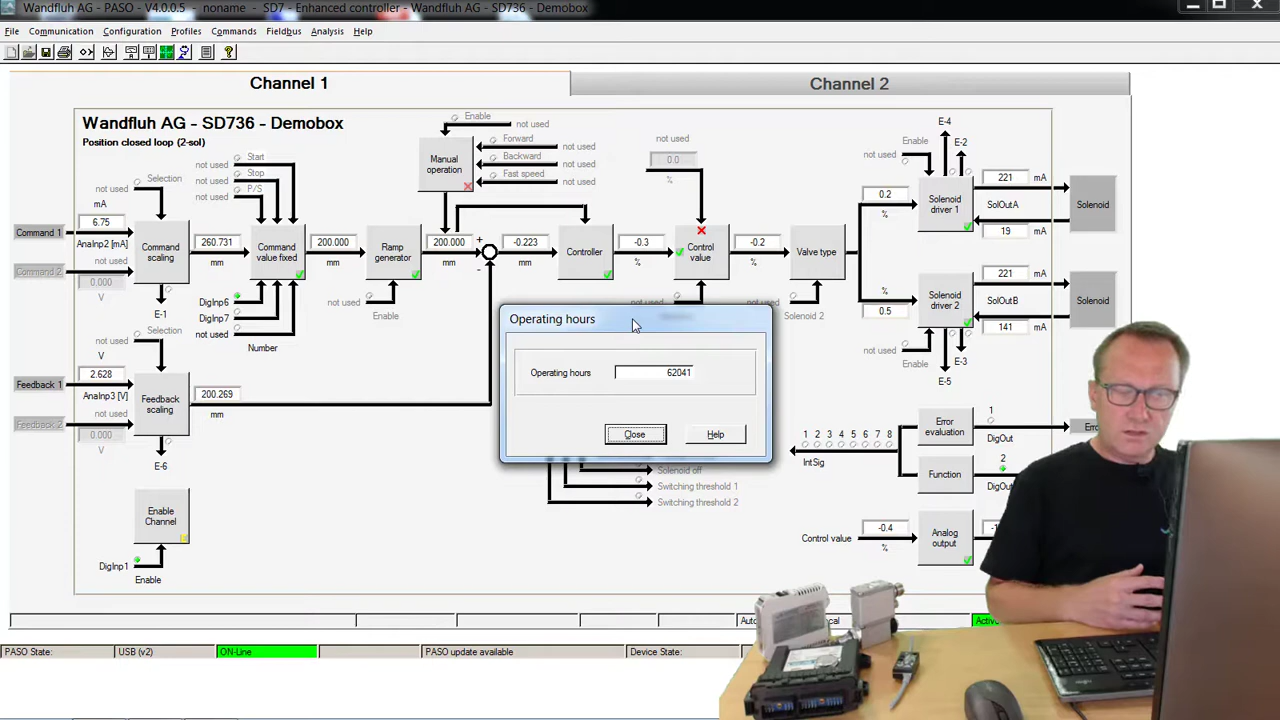 Wandfluh AG - PASO - V4.0.0.5 - noname - SD7 - Enhanced controller - Wandfluh AG - SD736 - Demobox
File Communication Configuration Profiles Commands Fieldbus Analysis Help
Channel 1 Channel 2
Wandfluh AG - SD736 - Demobox
Position closed loop (2-sol)
not used Selection
mA
Command 1
6.75
AnaInp2 [mA]
Command 2
0.000
V
Command scaling
E-1
260.731
mm
not used Start
not used Stop
not used P/S
Command value fixed
DigInp6
DigInp7
not used
Number
200.000
mm
Ramp generator
not used
Enable
200.000
mm
Enable
not used
Manual operation
Forward not used
Backward not used
Fast speed not used
+
-
-0.223
mm
Controller
-0.3
%
not used
0.0
%
Control value
-0.2
%
Valve type
not used Solenoid 2
0.2
%
%
0.5
E-4
E-2
Enable
not used
Solenoid driver 1
221 mA
SolOutA
19 mA
Solenoid
Solenoid driver 2
221 mA
SolOutB
141 mA
Solenoid
not used
Enable
E-3
E-5
not used Selection
V
Feedback 1
2.628
AnaInp3 [V]
Feedback 2
0.000
V
Feedback scaling
E-6
200.269
mm
Operating hours
Operating hours 62041
Close Help
Solenoid off
Switching threshold 1
Switching threshold 2
1 2 3 4 5 6 7 8
IntSig
Error evaluation
1
DigOut
Function
2
Control value
-0.4
%
Analog output
Enable Channel
DigInp1
Enable
PASO State: USB (v2) ON-Line PASO update available Device State: